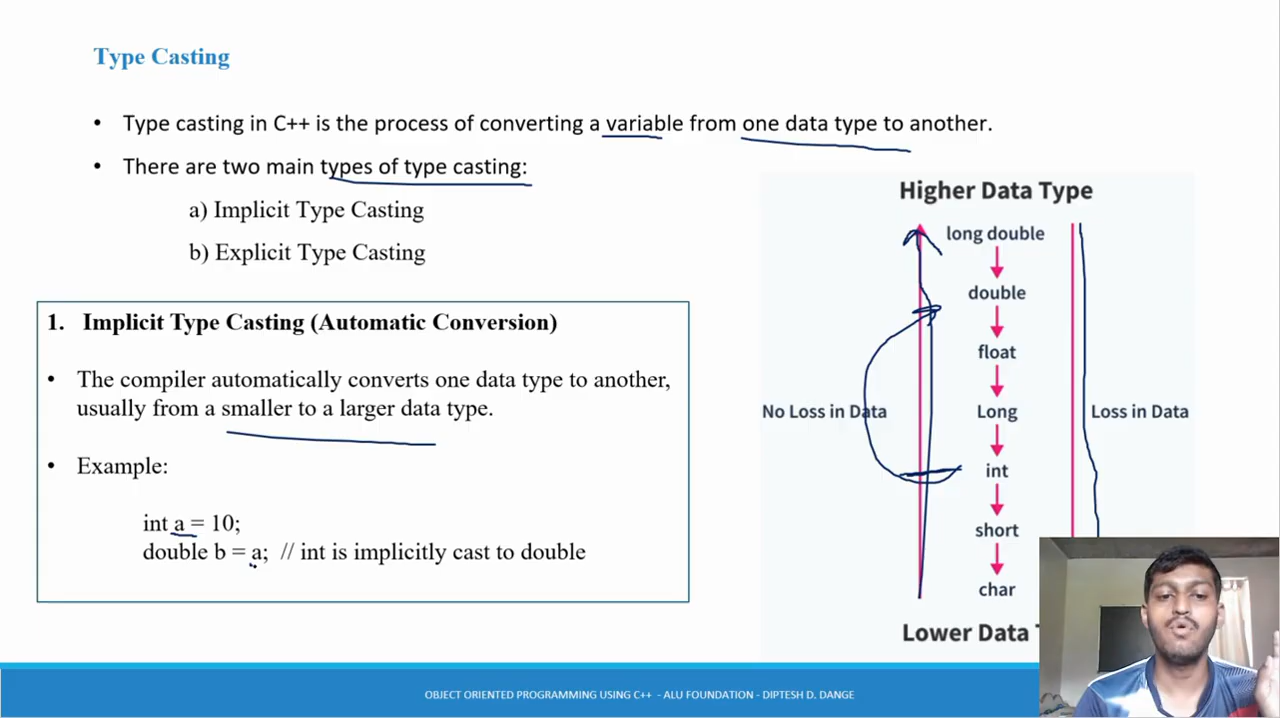 Type Casting
• Type casting in C++ is the process of converting a variable from one data type to another.
• There are two main types of type casting:
a) Implicit Type Casting
b) Explicit Type Casting
1. Implicit Type Casting (Automatic Conversion)
• The compiler automatically converts one data type to another,
usually from a smaller to a larger data type.
• Example:
int a = 10;
double b = a; // int is implicitly cast to double
Higher Data Type
long double
double
float
No Loss in Data
Long
Loss in Data
int
short
char
Lower Data
OBJECT ORIENTED PROGRAMMING USING C++ - ALU FOUNDATION - DIPTESH D. DANGE